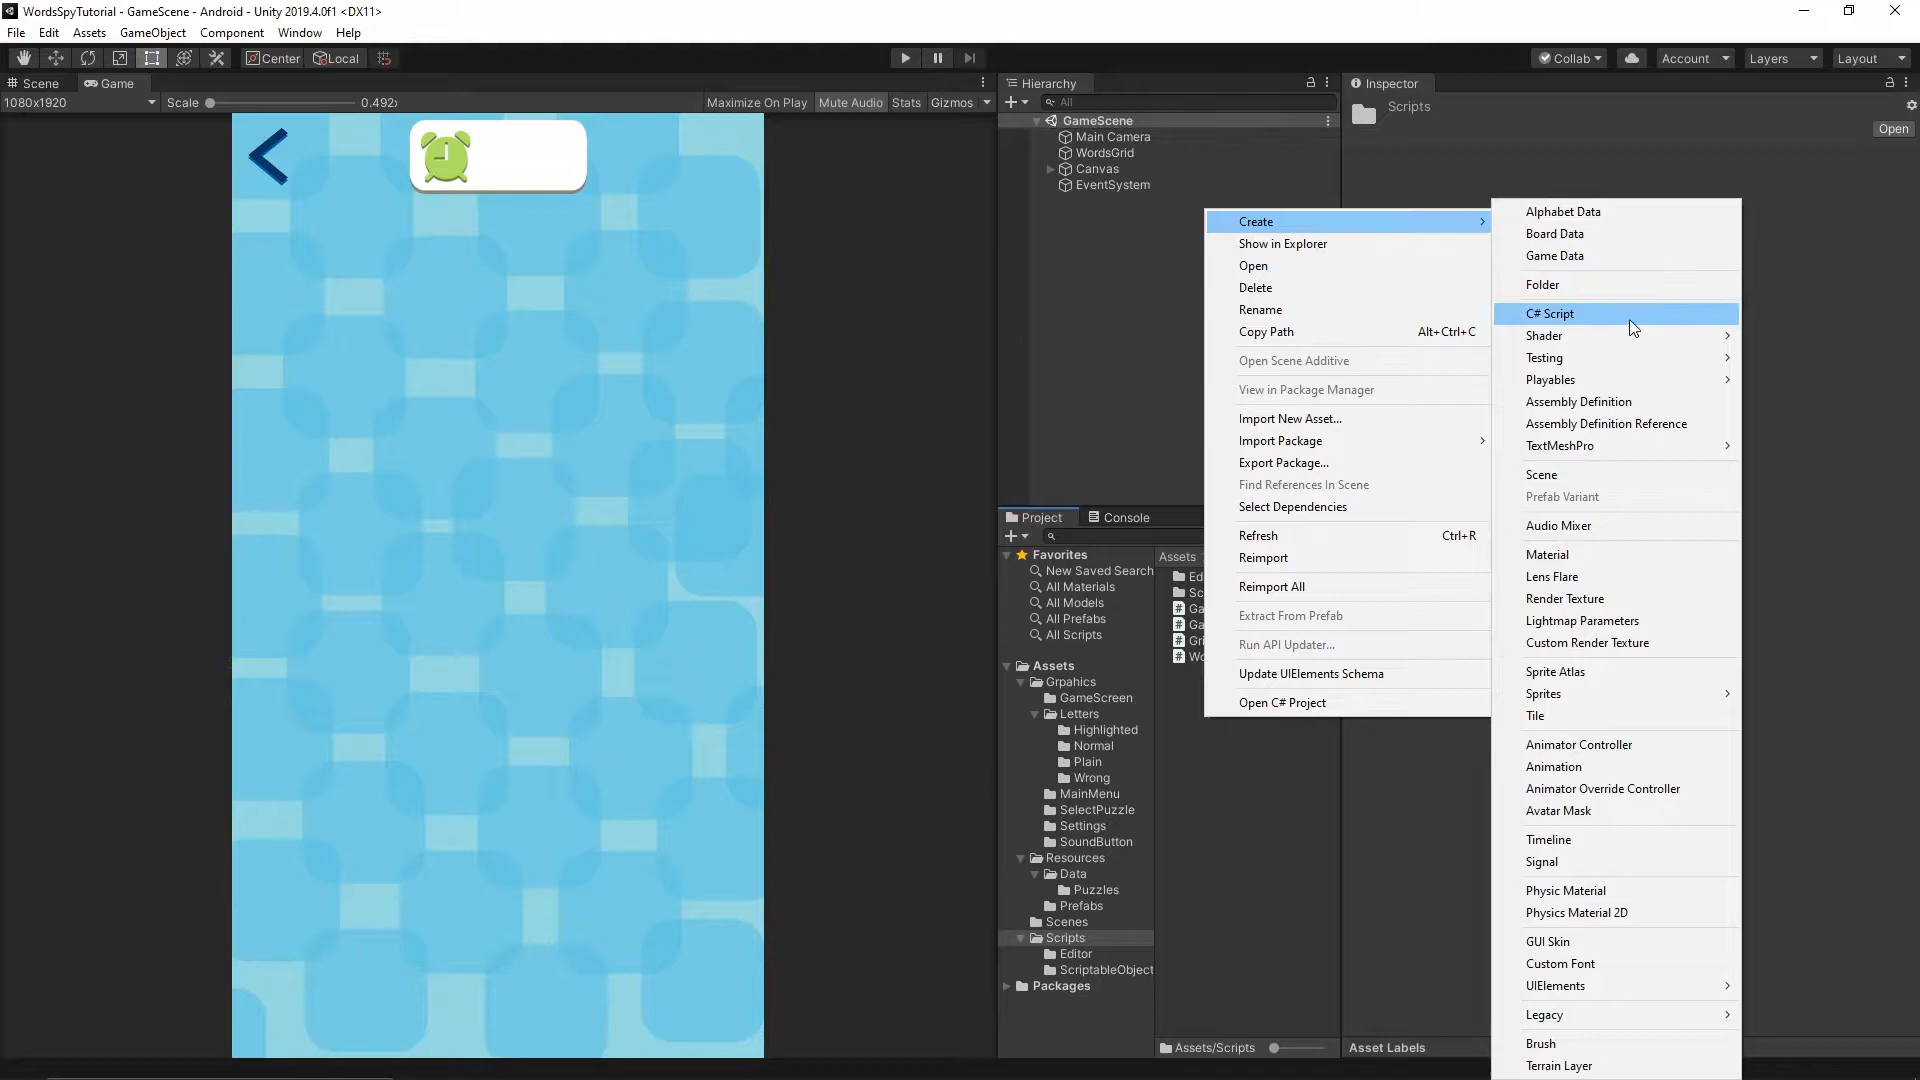 WordsSpyTutorial - GameScene - Android - Unity 2019.4.0f1 <DX11>
File Edit Assets GameObject Component Window Help
Center Local Collab Account Layers Layout
Scene Game
1080x1920 Scale 0.492x Maximize On Play Mute Audio Stats Gizmos
Hierarchy
All
GameScene
Main Camera
WordsGrid
Canvas
EventSystem
Inspector
Scripts
Open
Create
Show in Explorer
Open
Delete
Rename
Copy Path Alt+Ctrl+C
Open Scene Additive
View in Package Manager
Import New Asset...
Import Package
Export Package...
Find References In Scene
Select Dependencies
Refresh Ctrl+R
Reimport
Reimport All
Extract From Prefab
Run API Updater...
Update UIElements Schema
Open C# Project
Alphabet Data
Board Data
Game Data
Folder
C# Script
Shader
Testing
Playables
Assembly Definition
Assembly Definition Reference
TextMeshPro
Scene
Prefab Variant
Audio Mixer
Material
Lens Flare
Render Texture
Lightmap Parameters
Custom Render Texture
Sprite Atlas
Sprites
Tile
Animator Controller
Animation
Animator Override Controller
Avatar Mask
Timeline
Signal
Physic Material
Physics Material 2D
GUI Skin
Custom Font
UIElements
Legacy
Brush
Terrain Layer
Project Console
Favorites
New Saved Search
All Materials
All Models
All Prefabs
All Scripts
Assets
Grpahics
GameScreen
Letters
Highlighted
Normal
Plain
Wrong
MainMenu
SelectPuzzle
Settings
SoundButton
Resources
Data
Puzzles
Prefabs
Scenes
Scripts
Editor
ScriptableObject
Packages
Assets
Ed
Sc
Ga
Ga
Gri
Wo
Assets/Scripts
Asset Labels